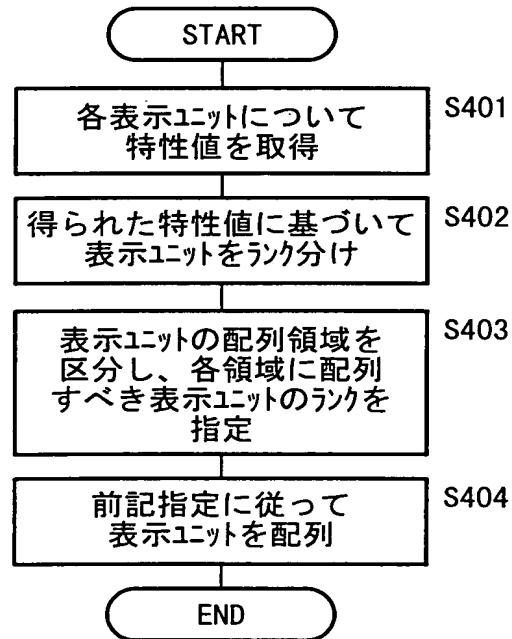 START
各表示ユニットについて
特性値を取得
S401
得られた特性値に基づいて
表示ユニットをランク分け
S402
表示ユニットの配列領域を
区分し、各領域に配列
すべき表示ユニットのランクを
指定
S403
前記指定に従って
表示ユニットを配列
S404
END